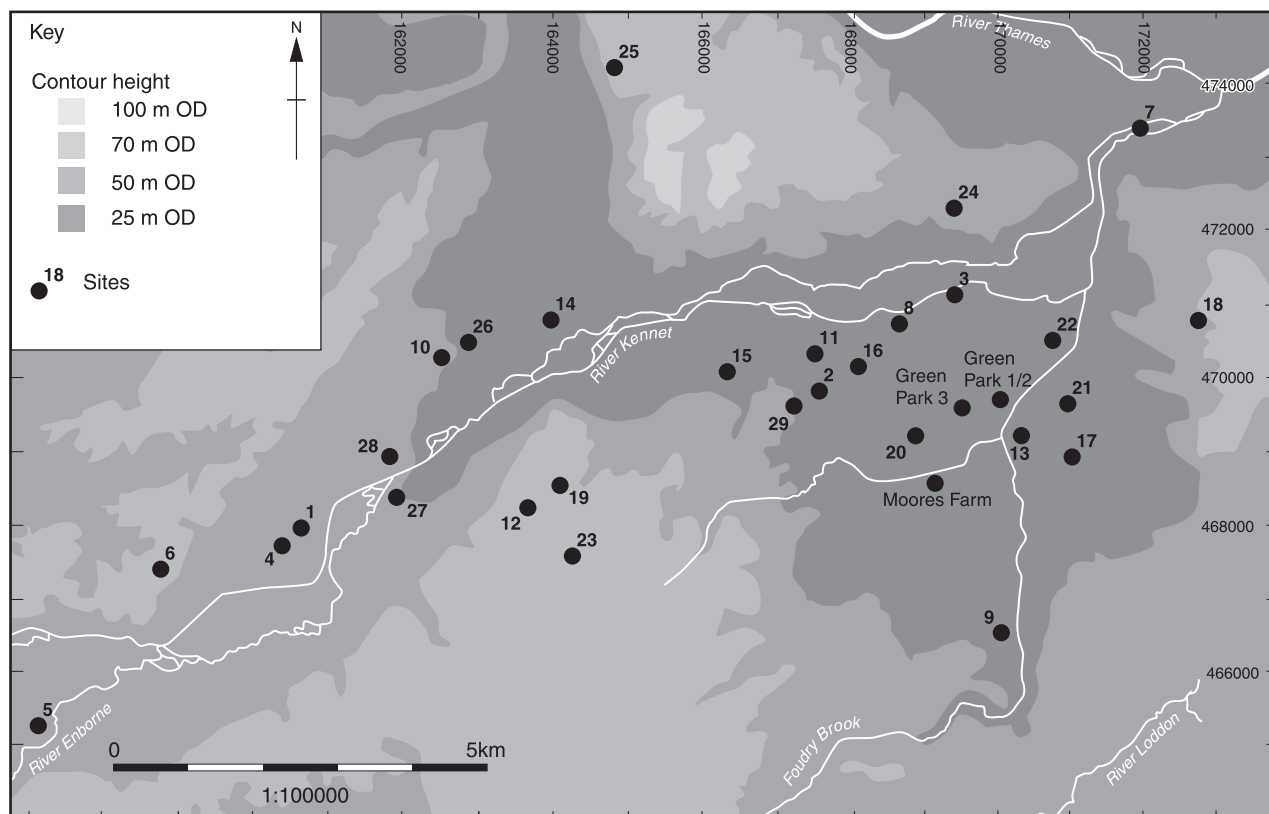 Key
N
Contour height
100 m OD
70 m OD
50 m OD
25 m OD
18 Sites
162000
164000
166000
168000
170000
172000
River Thames
474000
25
7
24
472000
3
18
14
8
22
26
10
River Kennet
11
16
15
2
Green
Park 1/2
Green
Park 3
470000
21
29
20
13
17
28
Moores Farm
27
19
12
1
468000
4
23
6
9
466000
5
River Enborne
Foudry Brook
River Loddon
0 5km
1:100000